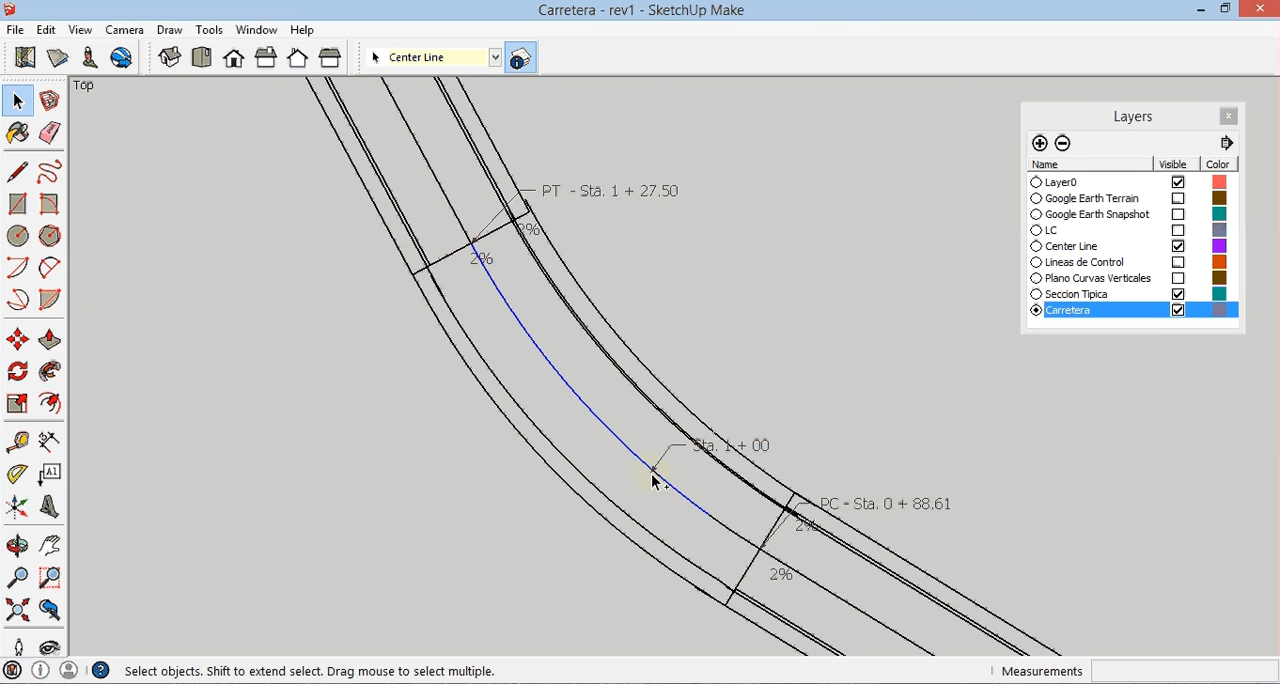 Carretera - rev1 - SketchUp Make
File Edit View Camera Draw Tools Window Help
Center Line
Top
Layers
Name Visible Color
Layer0
Google Earth Terrain
Google Earth Snapshot
LC
Center Line
Lineas de Control
Plano Curvas Verticales
Seccion Tipica
Carretera
PT - Sta. 1 + 27.50
2%
2%
Sta. 1 + 00
PC - Sta. 0 + 88.61
2%
2%
A1
Select objects. Shift to extend select. Drag mouse to select multiple.
Measurements